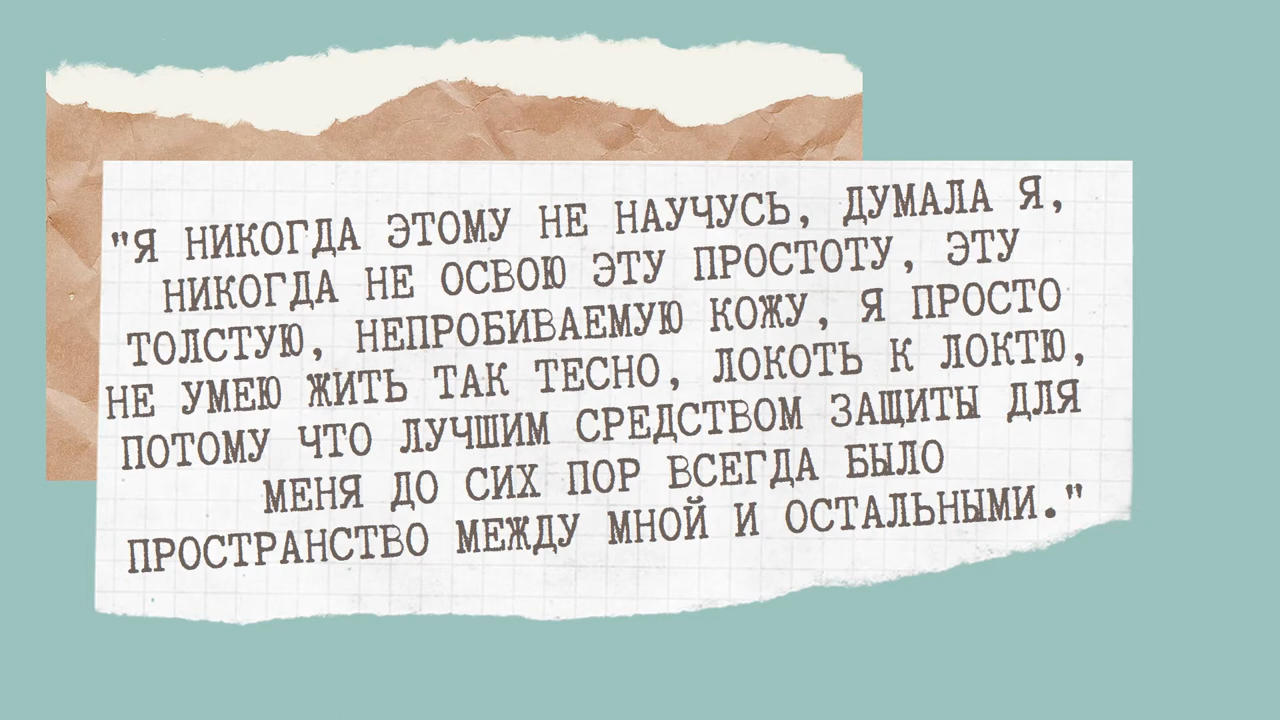 "Я НИКОГДА ЭТОМУ НЕ НАУЧУСЬ, ДУМАЛА Я,
НИКОГДА НЕ ОСВОЮ ЭТУ ПРОСТОТУ, ЭТУ
ТОЛСТУЮ, НЕПРОБИВАЕМУЮ КОЖУ, Я ПРОСТО
НЕ УМЕЮ ЖИТЬ ТАК ТЕСНО, ЛОКОТЬ К ЛОКТЮ,
ПОТОМУ ЧТО ЛУЧШИМ СРЕДСТВОМ ЗАЩИТЫ ДЛЯ
МЕНЯ ДО СИХ ПОР ВСЕГДА БЫЛО
ПРОСТРАНСТВО МЕЖДУ МНОЙ И ОСТАЛЬНЫМИ."